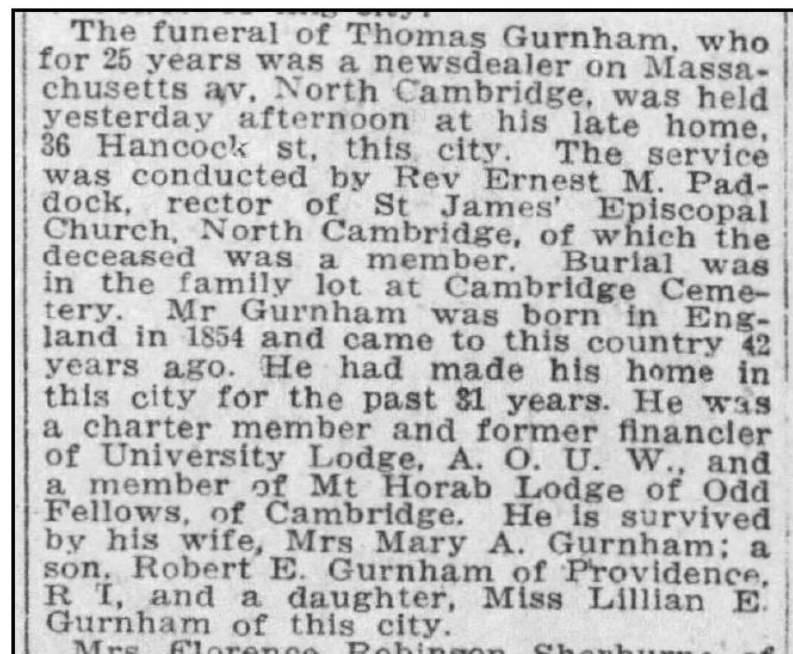 The funeral of Thomas Gurnham, who
for 25 years was a newsdealer on Massa-
chusetts av, North Cambridge, was held
yesterday afternoon at his late home,
36 Hancock st, this city. The service
was conducted by Rev Ernest M. Pad-
dock, rector of St James' Episcopal
Church, North Cambridge, of which the
deceased was a member. Burial was
in the family lot at Cambridge Ceme-
tery. Mr Gurnham was born in Eng-
land in 1854 and came to this country 42
years ago. He had made his home in
this city for the past 31 years. He was
a charter member and former financier
of University Lodge, A. O. U. W., and
a member of Mt Horab Lodge of Odd
Fellows, of Cambridge. He is survived
by his wife, Mrs Mary A. Gurnham; a
son, Robert E. Gurnham of Providence,
R I, and a daughter, Miss Lillian E.
Gurnham of this city.
Mrs Florence Robinson Sherburne of